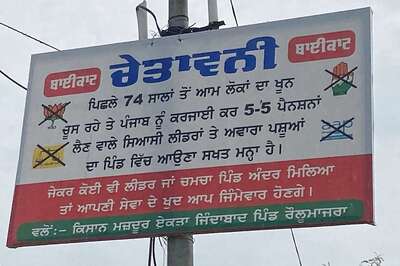 ਬਾਈਕਾਟ ਚੇਤਾਵਨੀ ਬਾਈਕਾਟ
ਪਿਛਲੇ 74 ਸਾਲਾਂ ਤੋਂ ਆਮ ਲੋਕਾਂ ਦਾ ਖੂਨ
ਚੂਸ ਰਹੇ ਤੇ ਪੰਜਾਬ ਨੂੰ ਕਰਜਾਈ ਕਰ 5-5 ਪੈਨਸ਼ਨਾਂ
ਲੈਣ ਵਾਲੇ ਸਿਆਸੀ ਲੀਡਰਾਂ ਤੇ ਅਵਾਰਾ ਪਸ਼ੂਆਂ
ਦਾ ਪਿੰਡ ਵਿੱਚ ਆਉਣਾ ਸਖਤ ਮਨ੍ਹਾ ਹੈ।
ਜੇਕਰ ਕੋਈ ਵੀ ਲੀਡਰ ਜਾਂ ਚਮਚਾ ਪਿੰਡ ਅੰਦਰ ਮਿਲਿਆ
ਤਾਂ ਆਪਣੀ ਸੇਵਾ ਦੇ ਖੁਦ ਆਪ ਜਿੰਮੇਵਾਰ ਹੋਣਗੇ।
ਵਲੋਂ:- ਕਿਸਾਨ ਮਜ਼ਦੂਰ ਏਕਤਾ ਜਿੰਦਾਬਾਦ ਪਿੰਡ ਰੌਲੁਮਾਜਰਾ